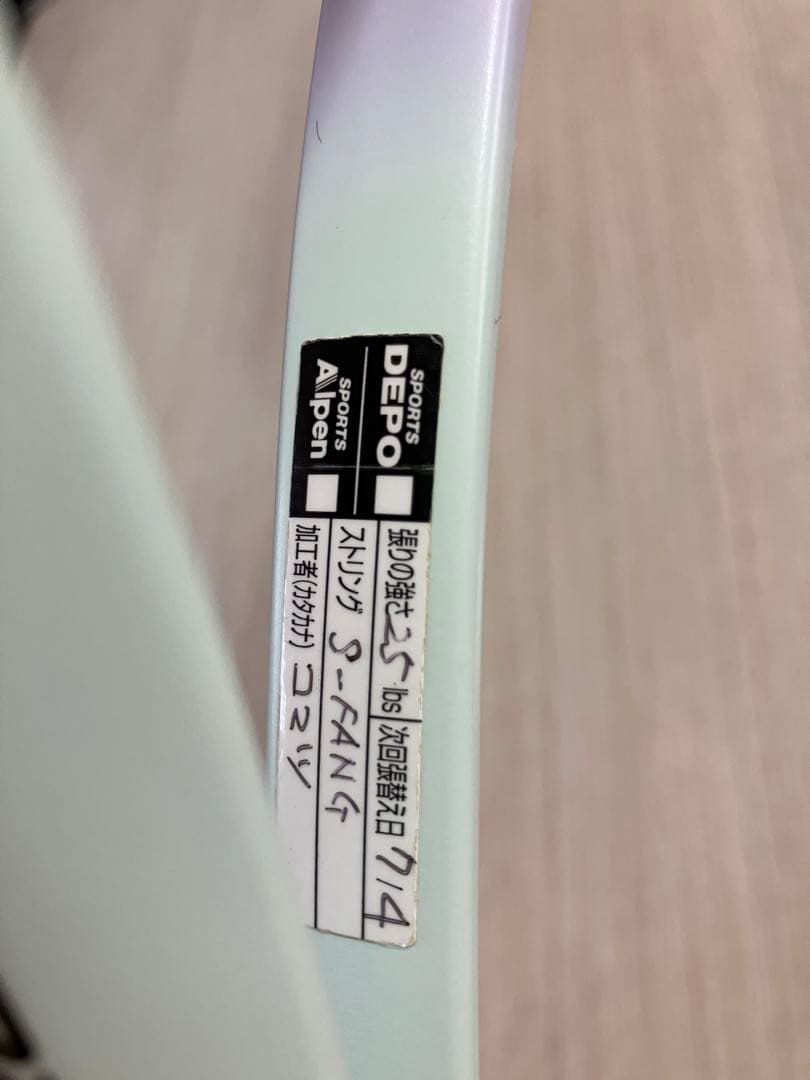 SPORTS
DEPO
SPORTS
Alpen
張りの強さ 25 lbs 次回張替え日 7/4
ストリング S-FANG
加工者(カタカナ) コマツ